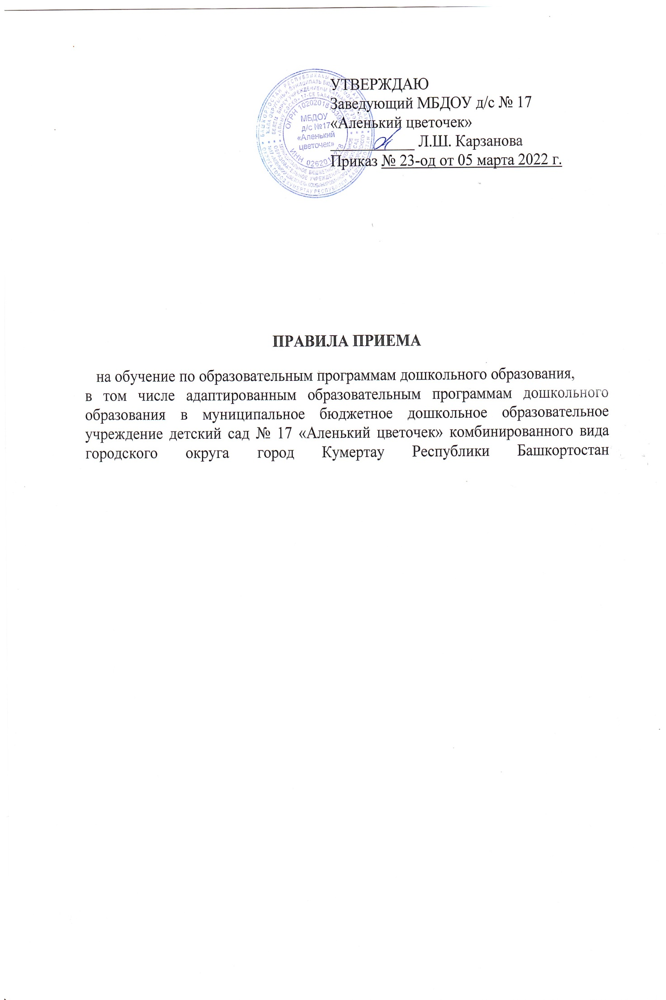 УТВЕРЖДАЮ
Заведующий МБДОУ д/с № 17
«Аленький цветочек»
Л.Ш. Карзанова
Приказ № 23-од от 05 марта 2022 г.
МБДОУ
д/с №17
«Аленький
цветочек»
ОГРН
ИНН
ПРАВИЛА ПРИЕМА
на обучение по образовательным программам дошкольного образования,
в том числе адаптированным образовательным программам дошкольного
образования в муниципальное бюджетное дошкольное образовательное
учреждение детский сад № 17 «Аленький цветочек» комбинированного вида
городского округа город Кумертау Республики Башкортостан